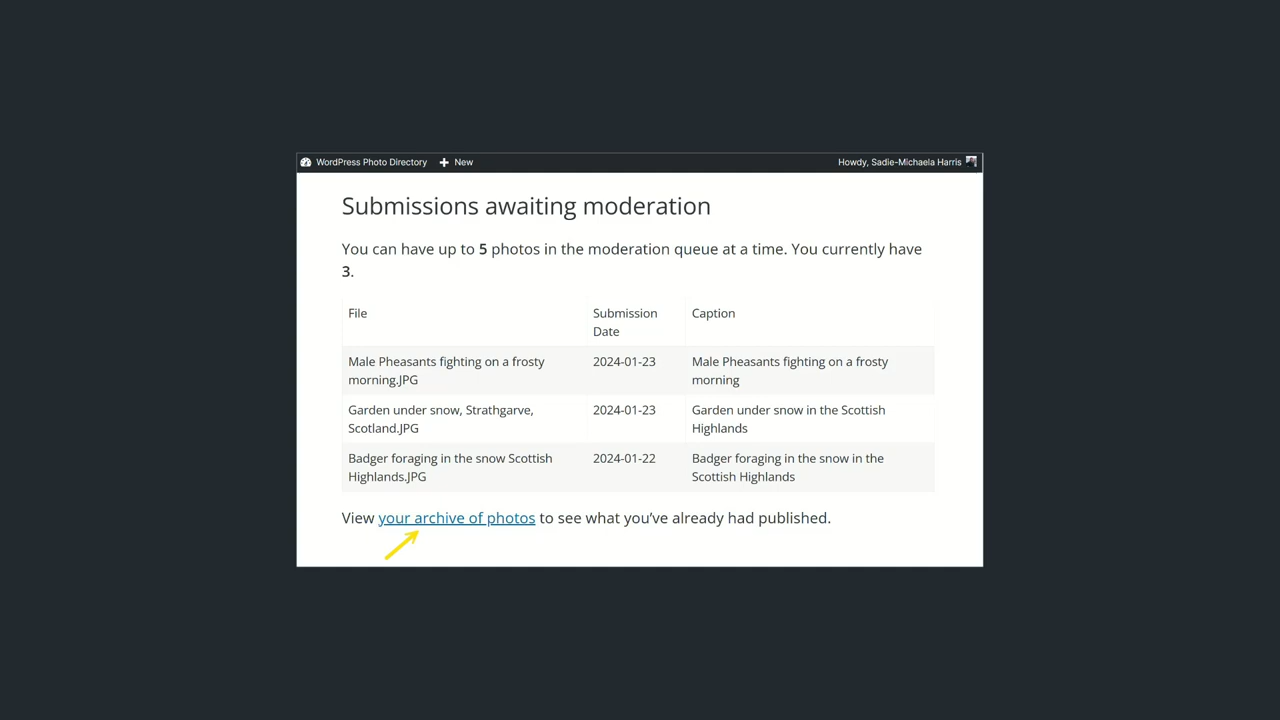 WordPress Photo Directory New Howdy, Sadie-Michaela Harris
Submissions awaiting moderation
You can have up to 5 photos in the moderation queue at a time. You currently have
3.
File Submission Caption
Date
Male Pheasants fighting on a frosty 2024-01-23 Male Pheasants fighting on a frosty
morning.JPG morning
Garden under snow, Strathgarve, 2024-01-23 Garden under snow in the Scottish
Scotland.JPG Highlands
Badger foraging in the snow Scottish 2024-01-22 Badger foraging in the snow in the
Highlands.JPG Scottish Highlands
View your archive of photos to see what you’ve already had published.